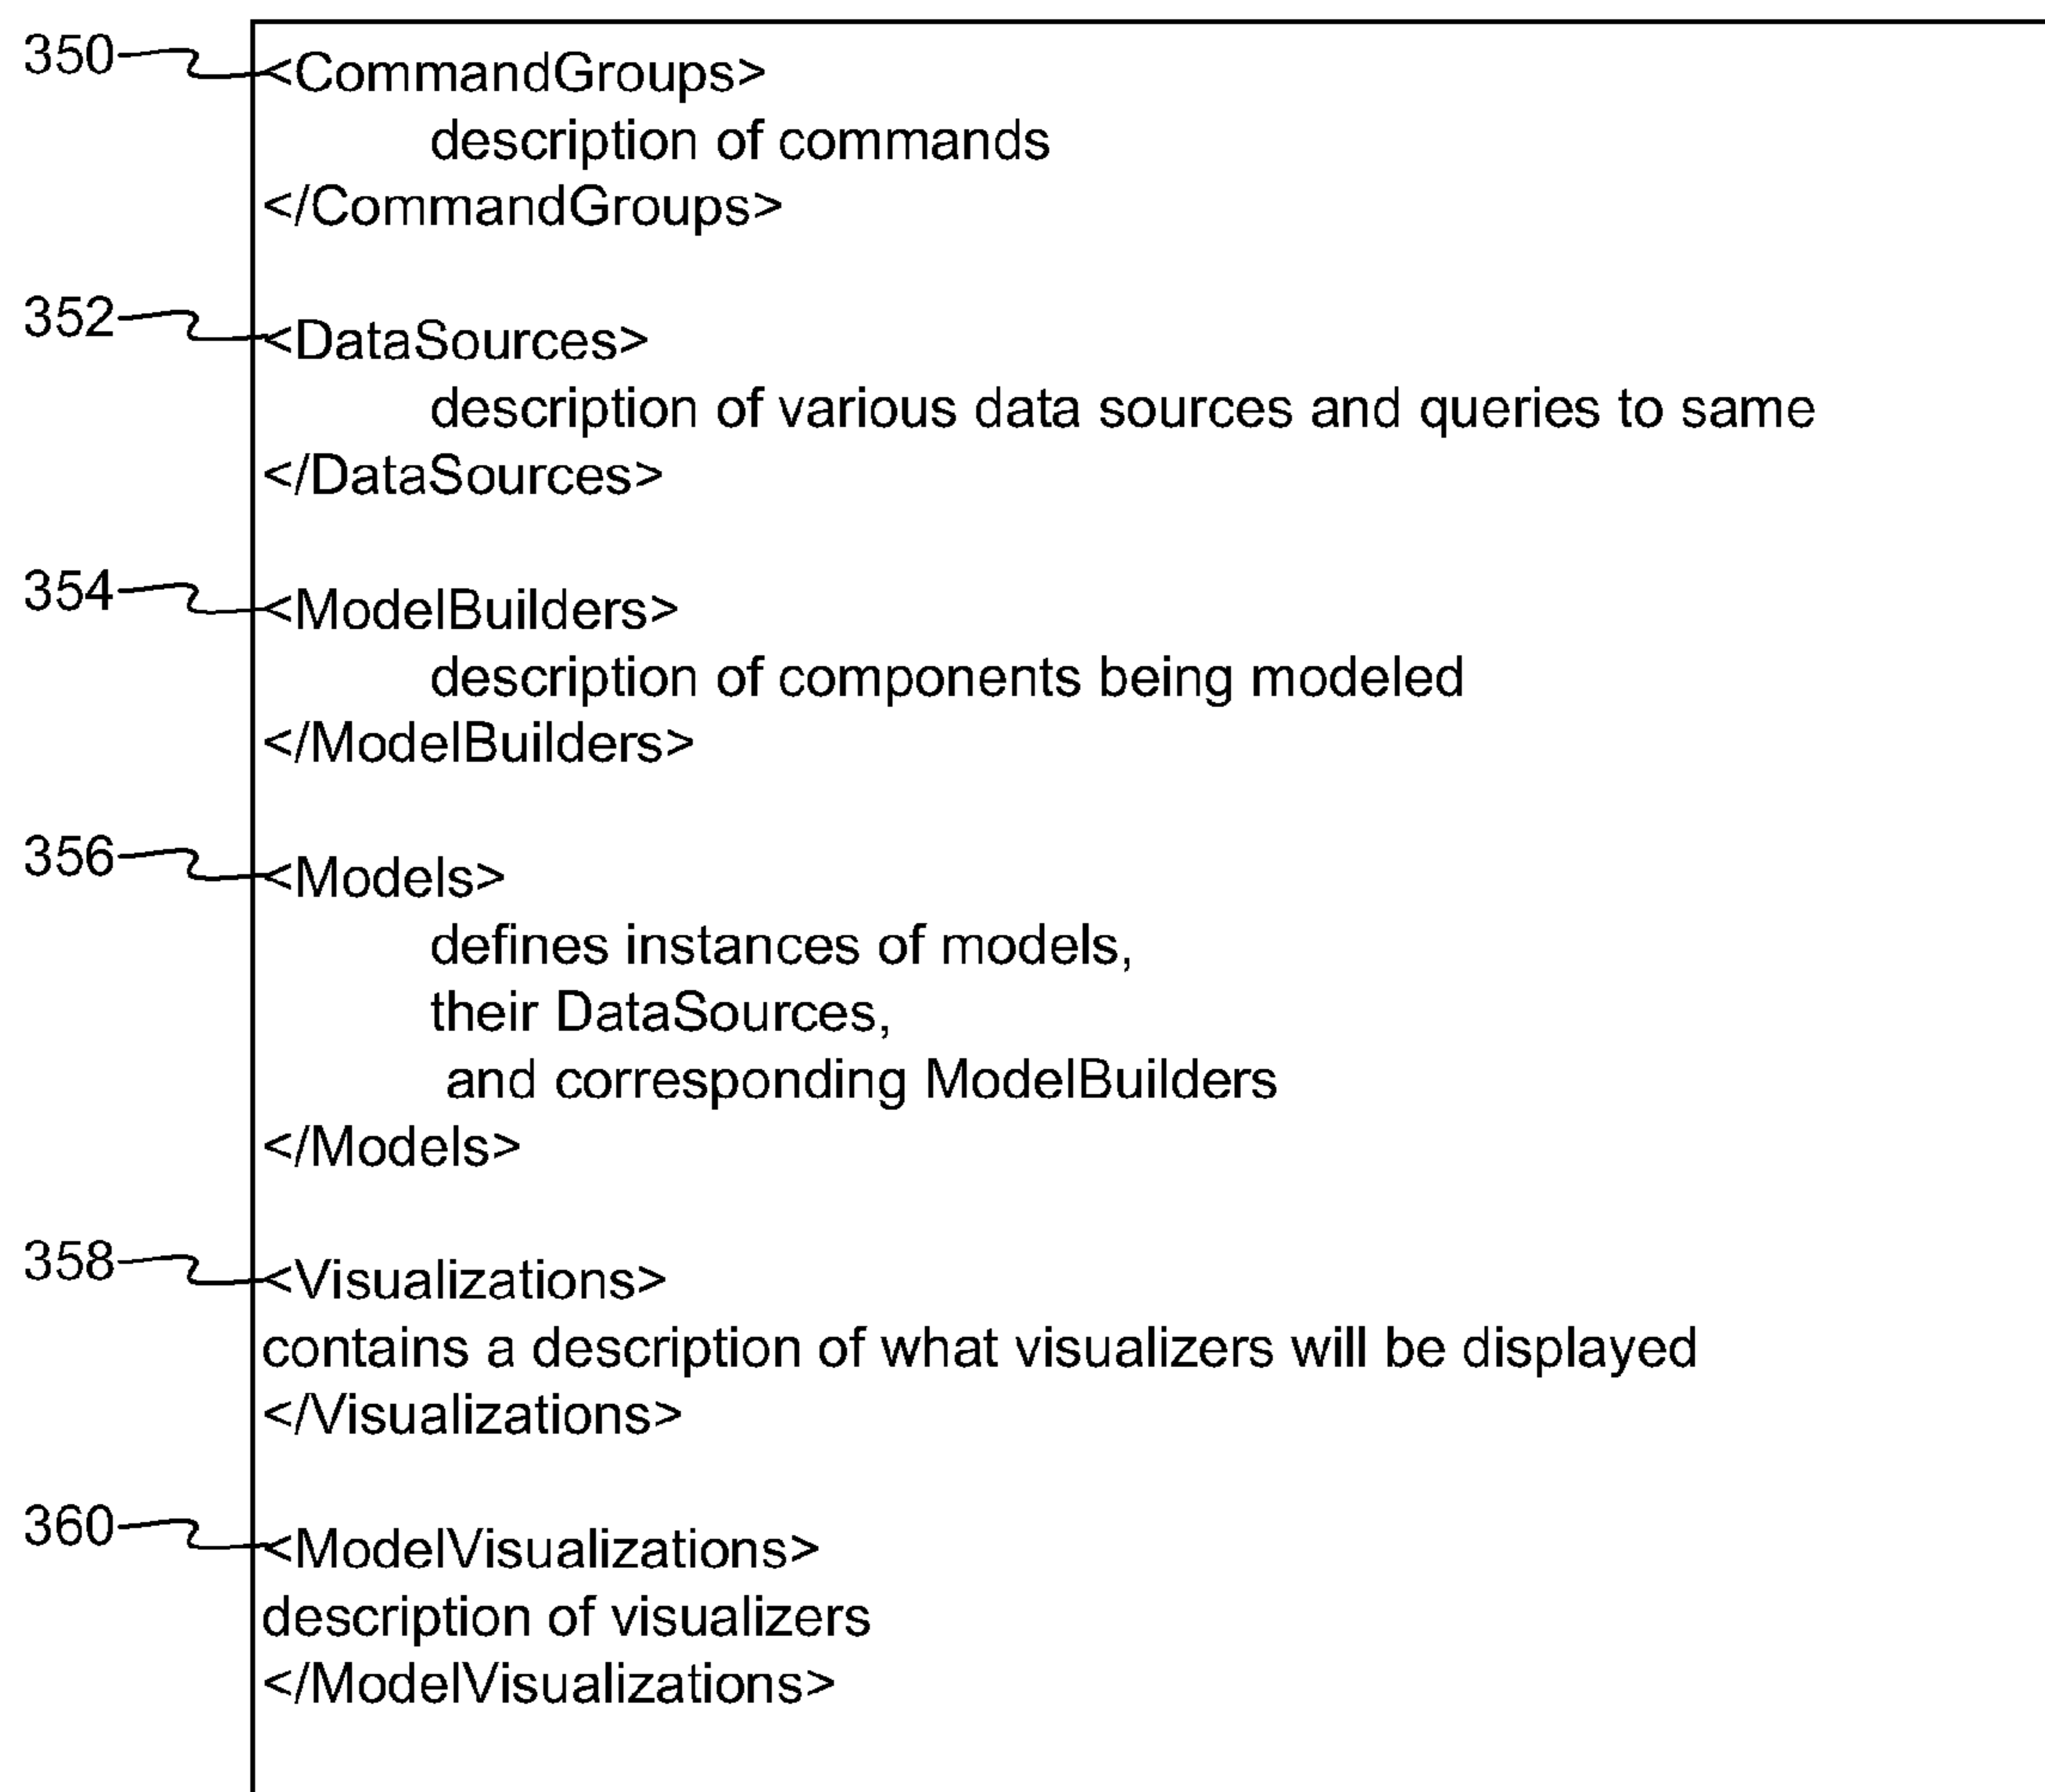 350 <CommandGroups>
description of commands
</CommandGroups>
352 <DataSources>
description of various data sources and queries to same
</DataSources>
354 <ModelBuilders>
description of components being modeled
</ModelBuilders>
356 <Models>
defines instances of models,
their DataSources,
and corresponding ModelBuilders
</Models>
358 <Visualizations>
contains a description of what visualizers will be displayed
</Visualizations>
360 <ModelVisualizations>
description of visualizers
</ModelVisualizations>